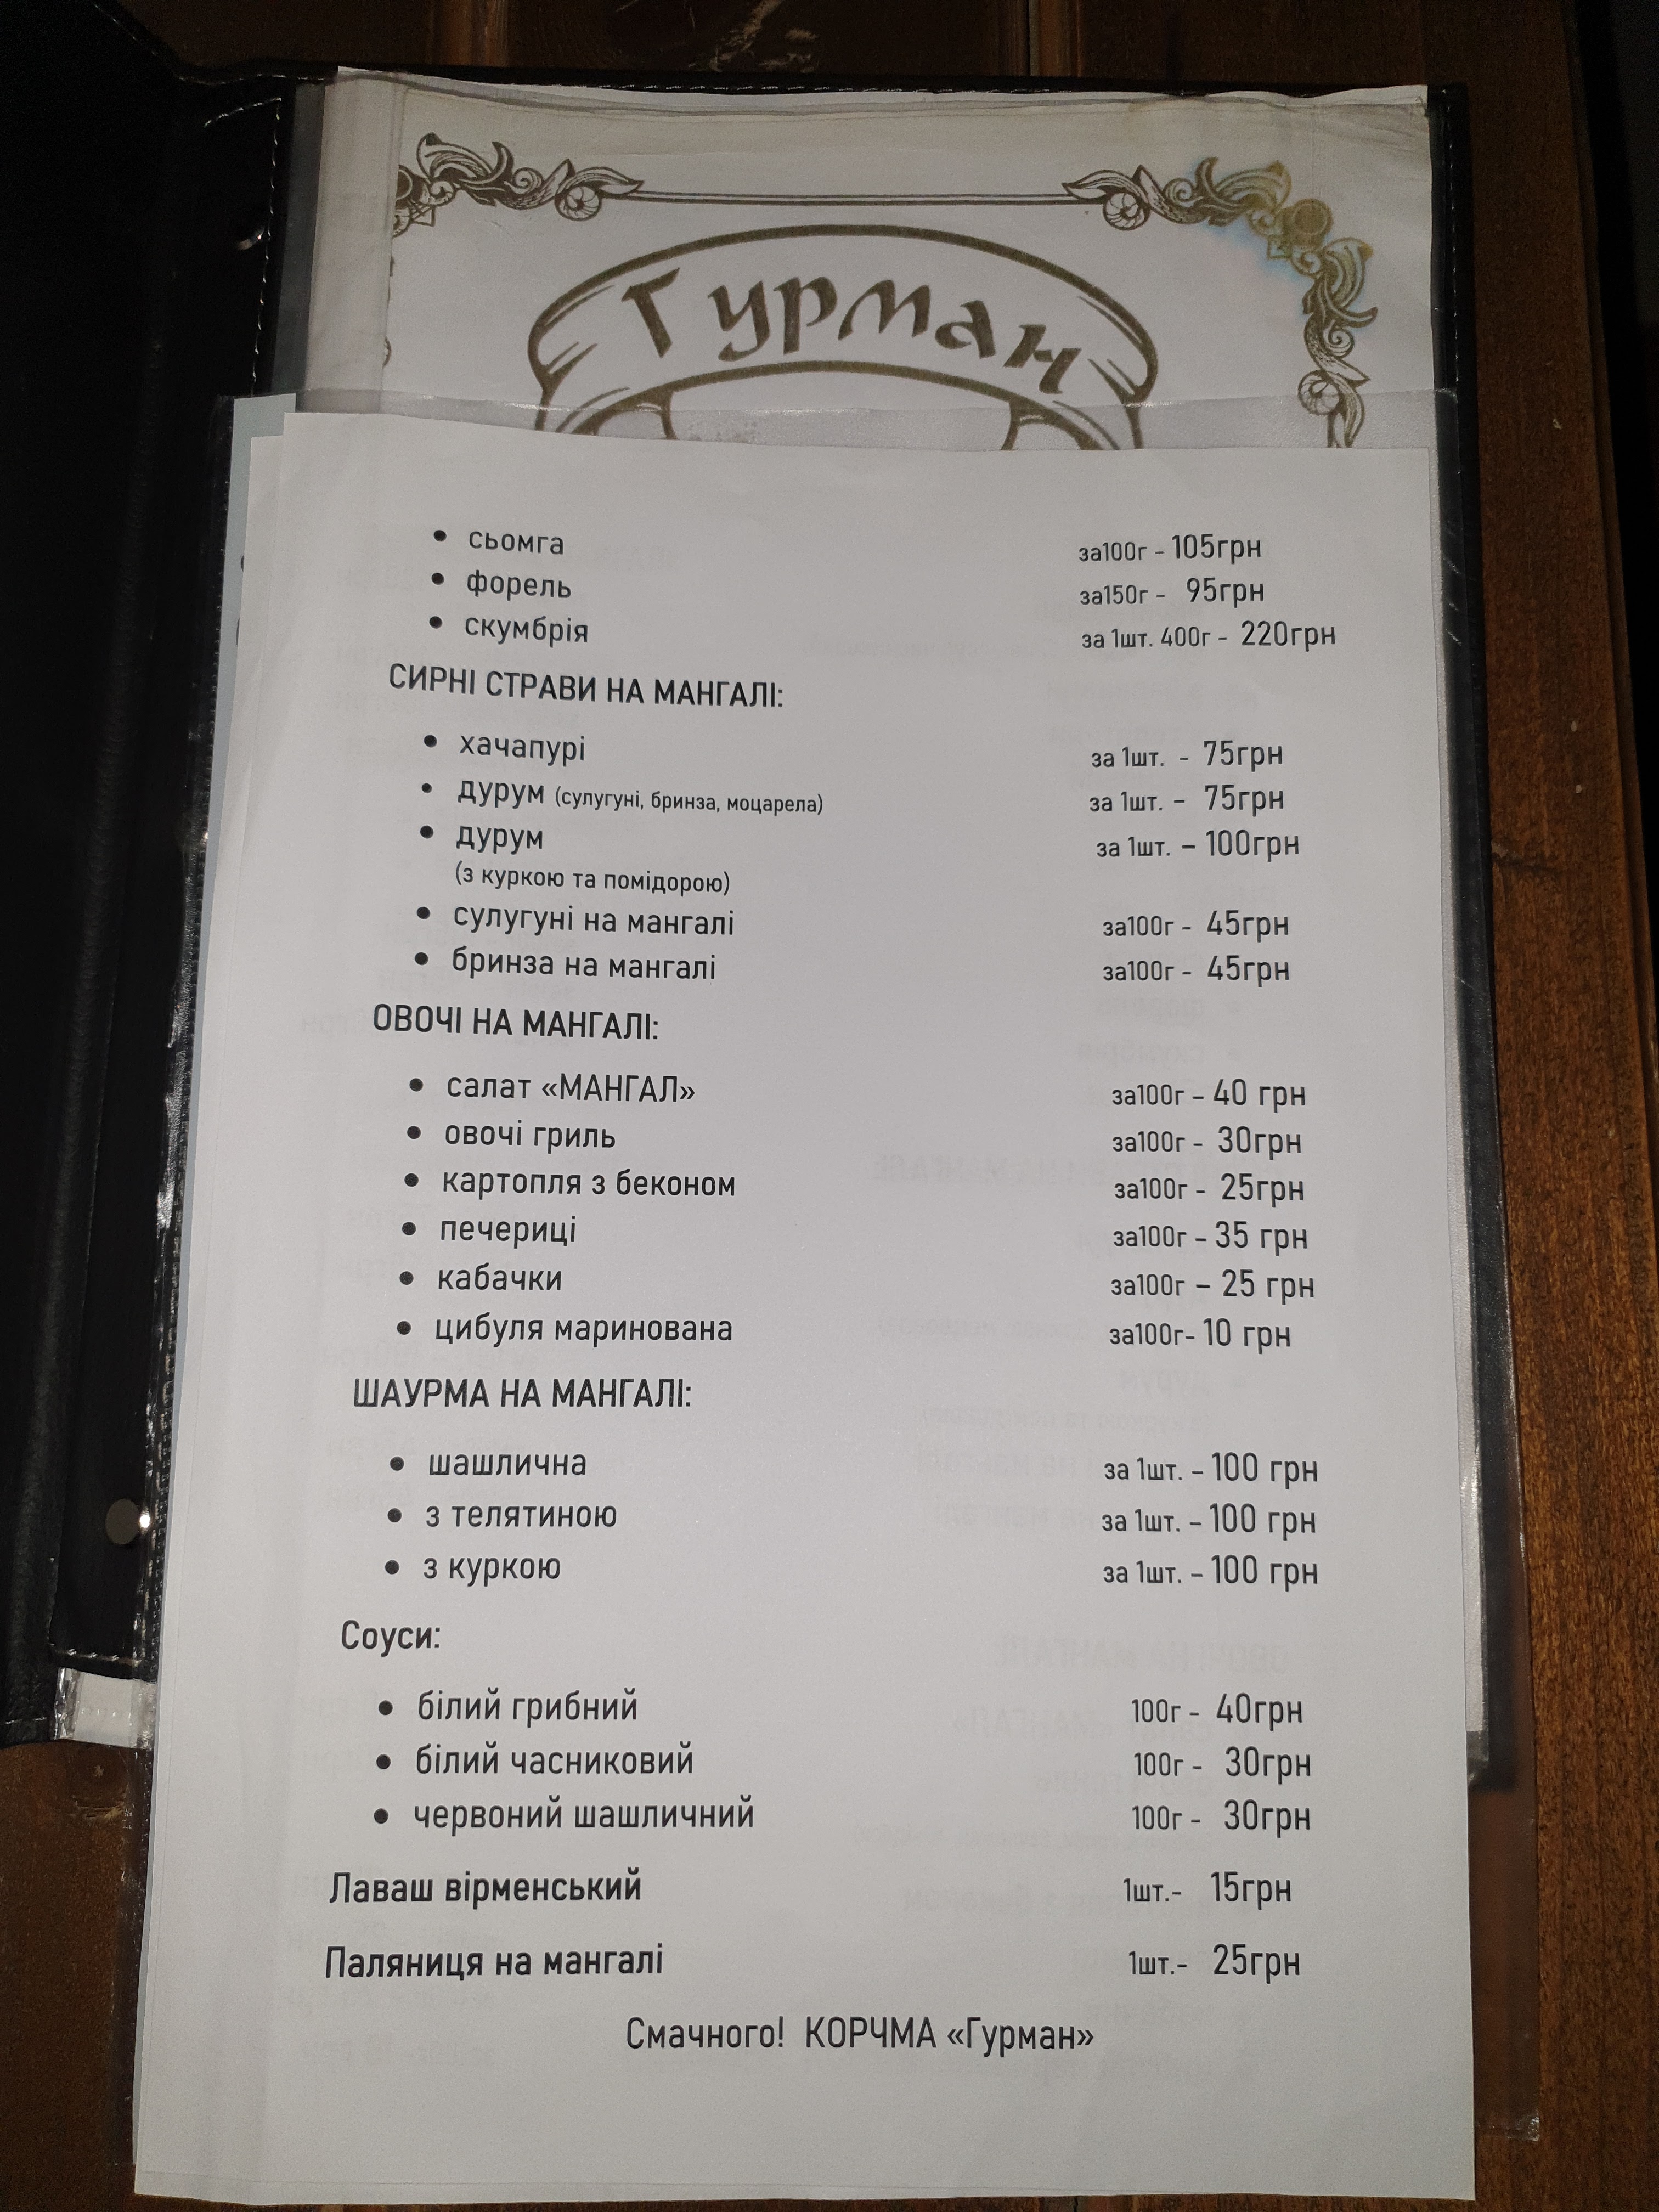 Гурман
• сьомга за100г - 105грн
• форель за150г - 95грн
• скумбрія за 1шт. 400г - 220грн
СИРНІ СТРАВИ НА МАНГАЛІ:
• хачапурі за 1шт. - 75грн
• дурум (сулугуні, бринза, моцарела) за 1шт. - 75грн
• дурум за 1шт. – 100грн
(з куркою та помідорою)
• сулугуні на мангалі за100г - 45грн
• бринза на мангалі за100г - 45грн
ОВОЧІ НА МАНГАЛІ:
• салат «МАНГАЛ» за100г – 40 грн
• овочі гриль за100г - 30грн
• картопля з беконом за100г - 25грн
• печериці за100г – 35 грн
• кабачки за100г – 25 грн
• цибуля маринована за100г- 10 грн
ШАУРМА НА МАНГАЛІ:
• шашлична за 1шт. – 100 грн
• з телятиною за 1шт. – 100 грн
• з куркою за 1шт. – 100 грн
Соуси:
• білий грибний 100г - 40грн
• білий часниковий 100г - 30грн
• червоний шашличний 100г - 30грн
Лаваш вірменський 1шт.- 15грн
Паляниця на мангалі 1шт.- 25грн
Смачного! КОРЧМА «Гурман»